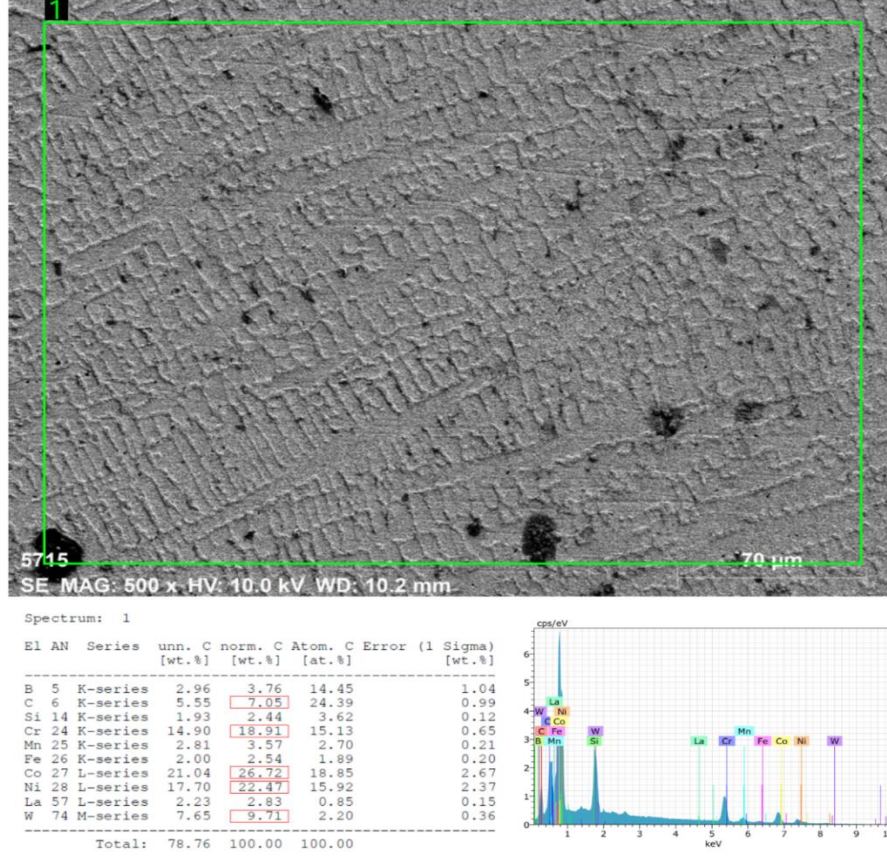 1
5715
70 µm
SE MAG: 500 x HV: 10.0 kV WD: 10.2 mm
Spectrum: 1
El AN Series unn. C norm. C Atom. C Error (1 Sigma)
[wt.%] [wt.%] [at.%] [wt.%]
B 5 K-series 2.96 3.76 14.45 1.04
C 6 K-series 5.55 7.05 24.39 0.99
Si 14 K-series 1.93 2.44 3.62 0.12
Cr 24 K-series 14.90 18.91 15.13 0.65
Mn 25 K-series 2.81 3.57 2.70 0.21
Fe 26 K-series 2.00 2.54 1.89 0.20
Co 27 L-series 21.04 26.72 18.85 2.67
Ni 28 L-series 17.70 22.47 15.92 2.37
La 57 L-series 2.23 2.83 0.85 0.15
W 74 M-series 7.65 9.71 2.20 0.36
Total: 78.76 100.00 100.00
cps/eV
6
5
4
3
2
1
0
La
W Ni
C Co
C Fe W Mn
B Mn Si La Cr Fe Co Ni W
1 2 3 4 5 6 7 8 9
keV